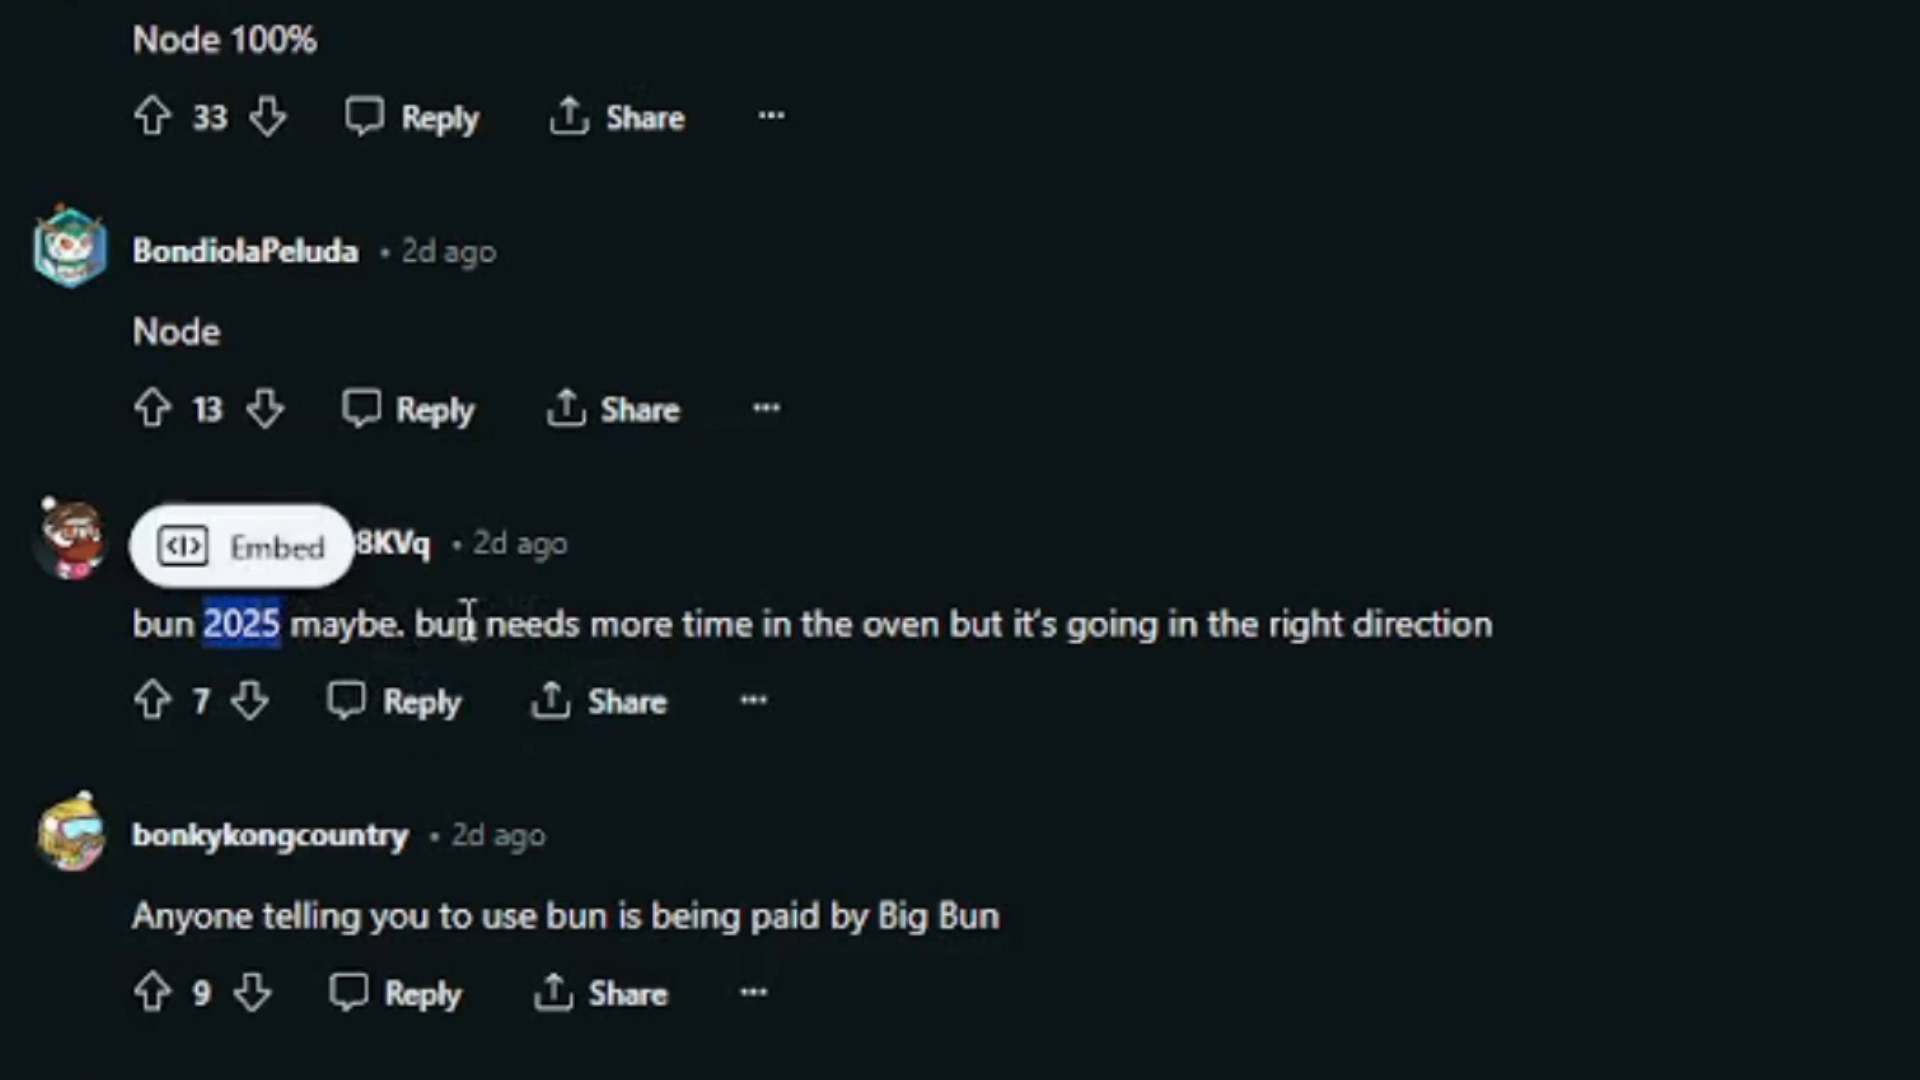 Node 100%
33 Reply Share
BondiolaPeluda • 2d ago
Node
13 Reply Share
Embed 8KVq • 2d ago
bun 2025 maybe. bun needs more time in the oven but it's going in the right direction
7 Reply Share
bonkykongcountry • 2d ago
Anyone telling you to use bun is being paid by Big Bun
9 Reply Share